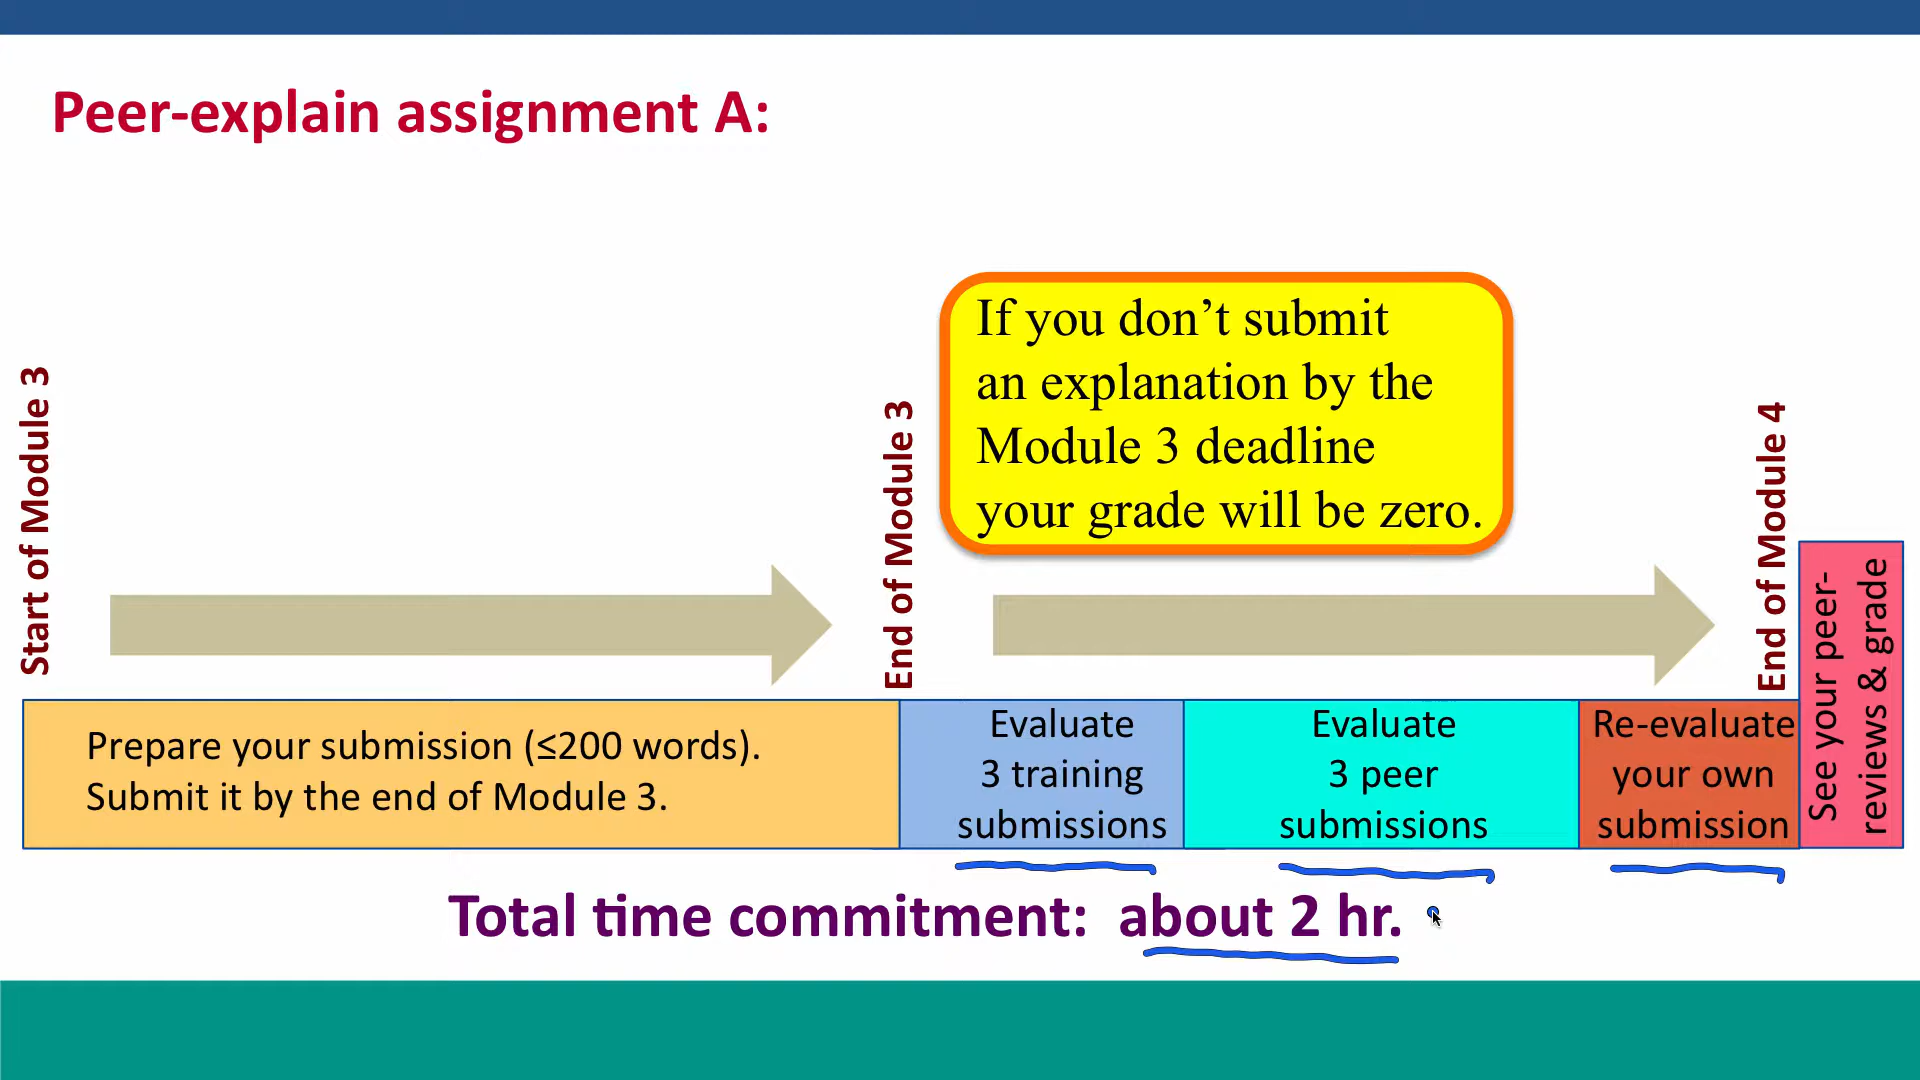 Peer-explain assignment A:
If you don’t submit
an explanation by the
Module 3 deadline
your grade will be zero.
Start of Module 3
End of Module 3
End of Module 4
Prepare your submission (≤200 words).
Submit it by the end of Module 3.
Evaluate
3 training
submissions
Evaluate
3 peer
submissions
Re-evaluate
your own
submission
See your peer-
reviews & grade
Total time commitment: about 2 hr.